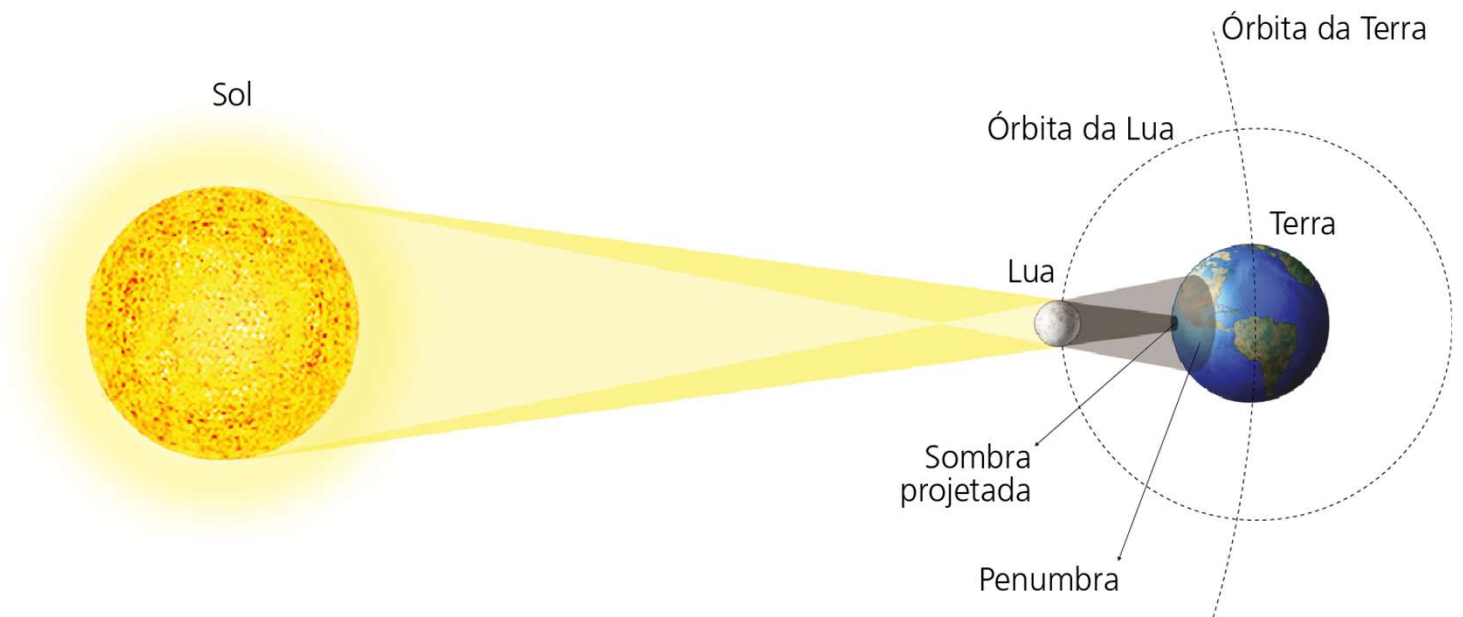 Órbita da Terra
Sol
Órbita da Lua
Terra
Lua
Sombra
projetada
Penumbra